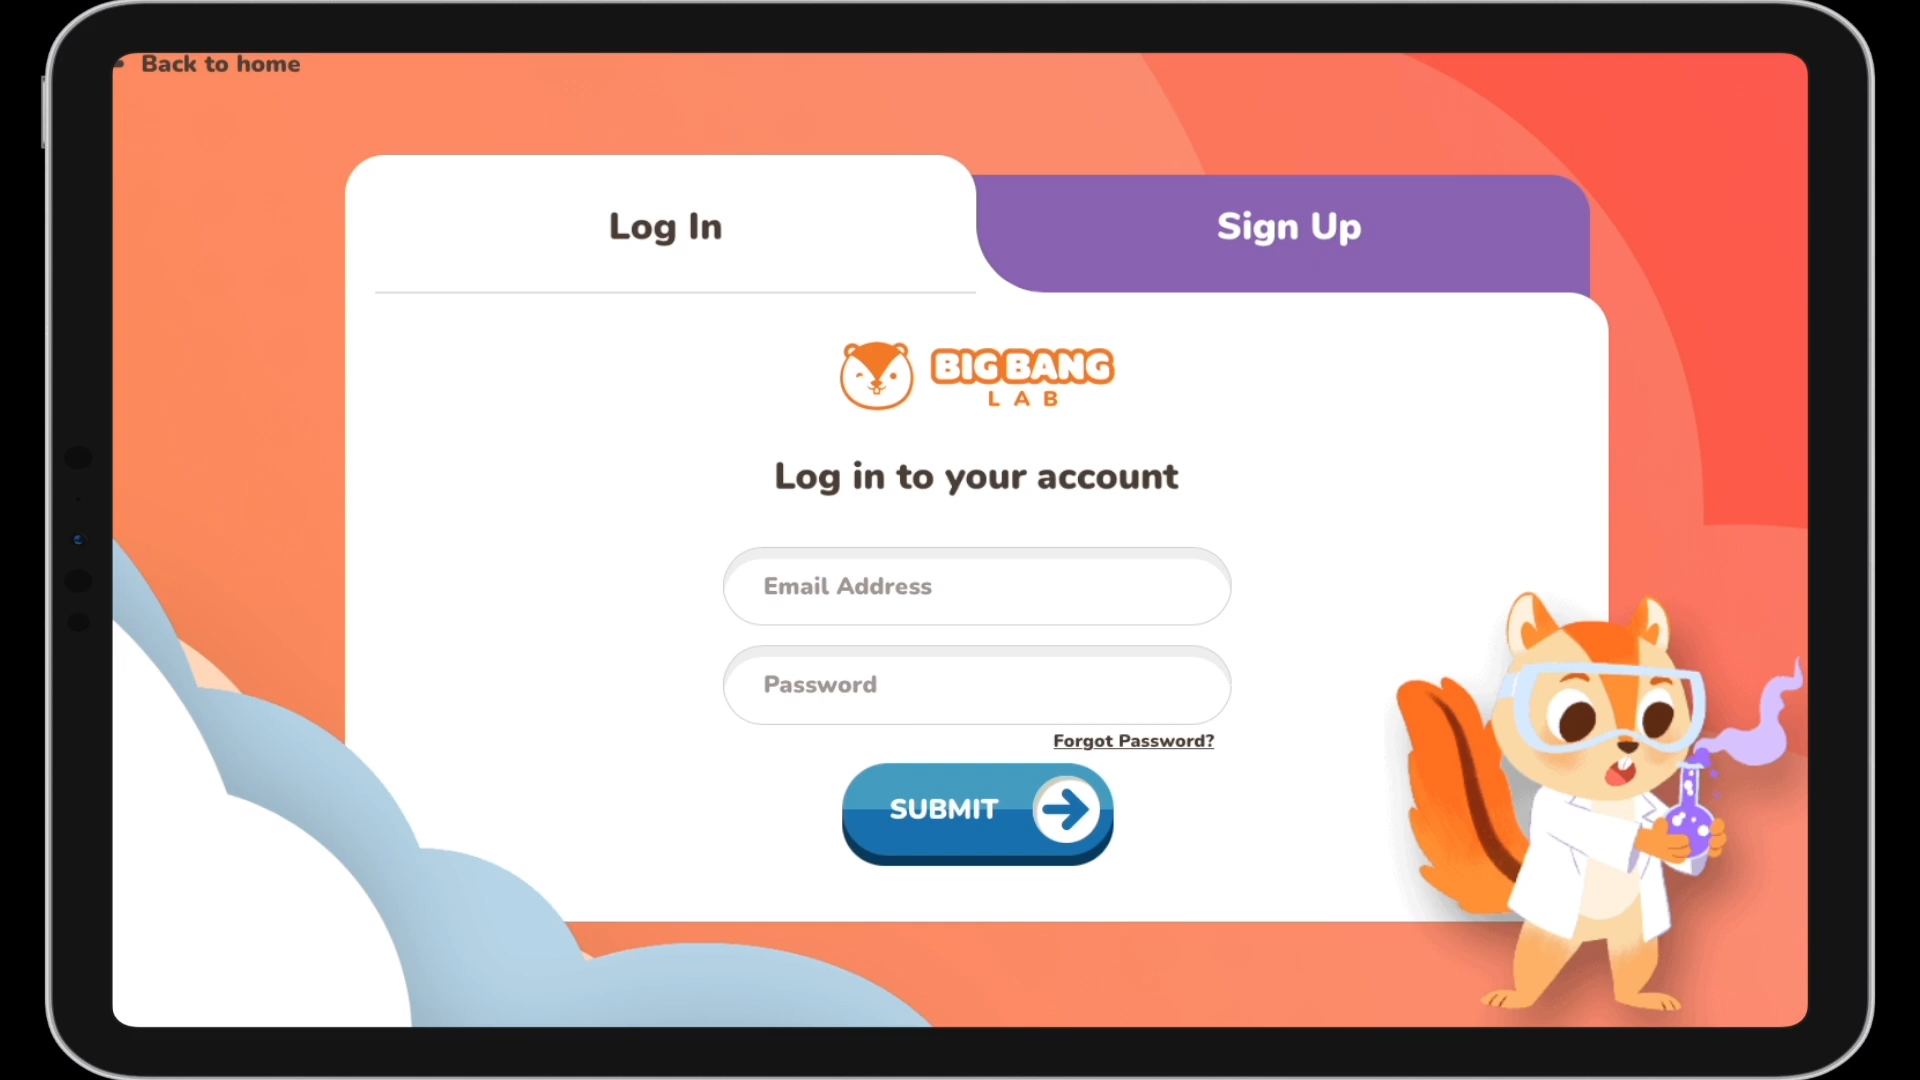 Back to home
Log In
Sign Up
BIG BANG
LAB
Log in to your account
Email Address
Password
Forgot Password?
SUBMIT